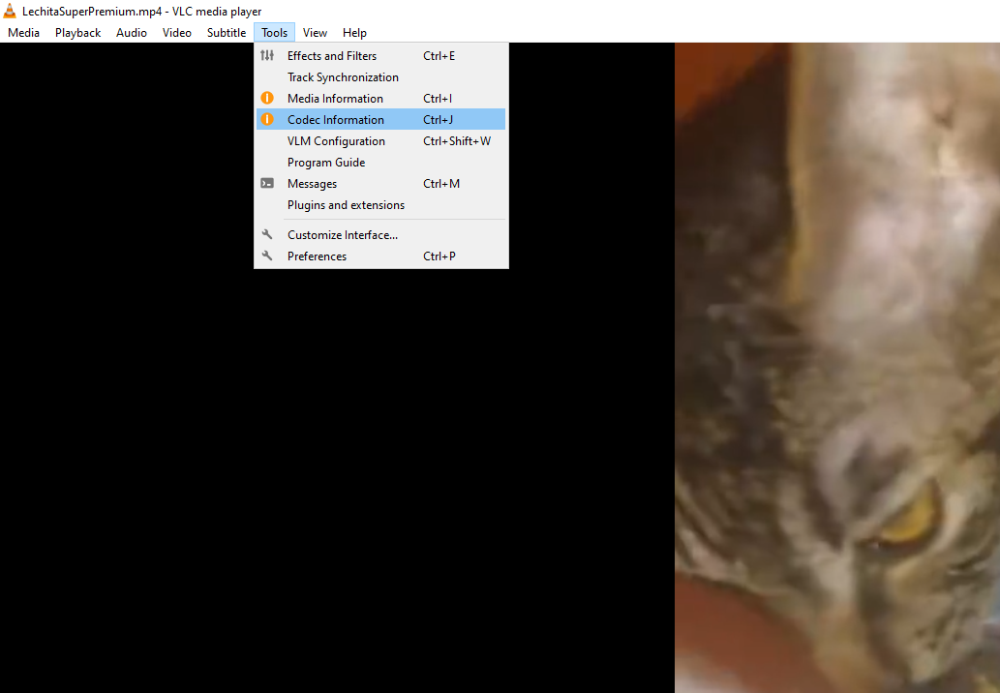 LechitaSuperPremium.mp4 - VLC media player
Media Playback Audio Video Subtitle Tools View Help
Effects and Filters Ctrl+E
Track Synchronization
Media Information Ctrl+I
Codec Information Ctrl+J
VLM Configuration Ctrl+Shift+W
Program Guide
Messages Ctrl+M
Plugins and extensions
Customize Interface...
Preferences Ctrl+P